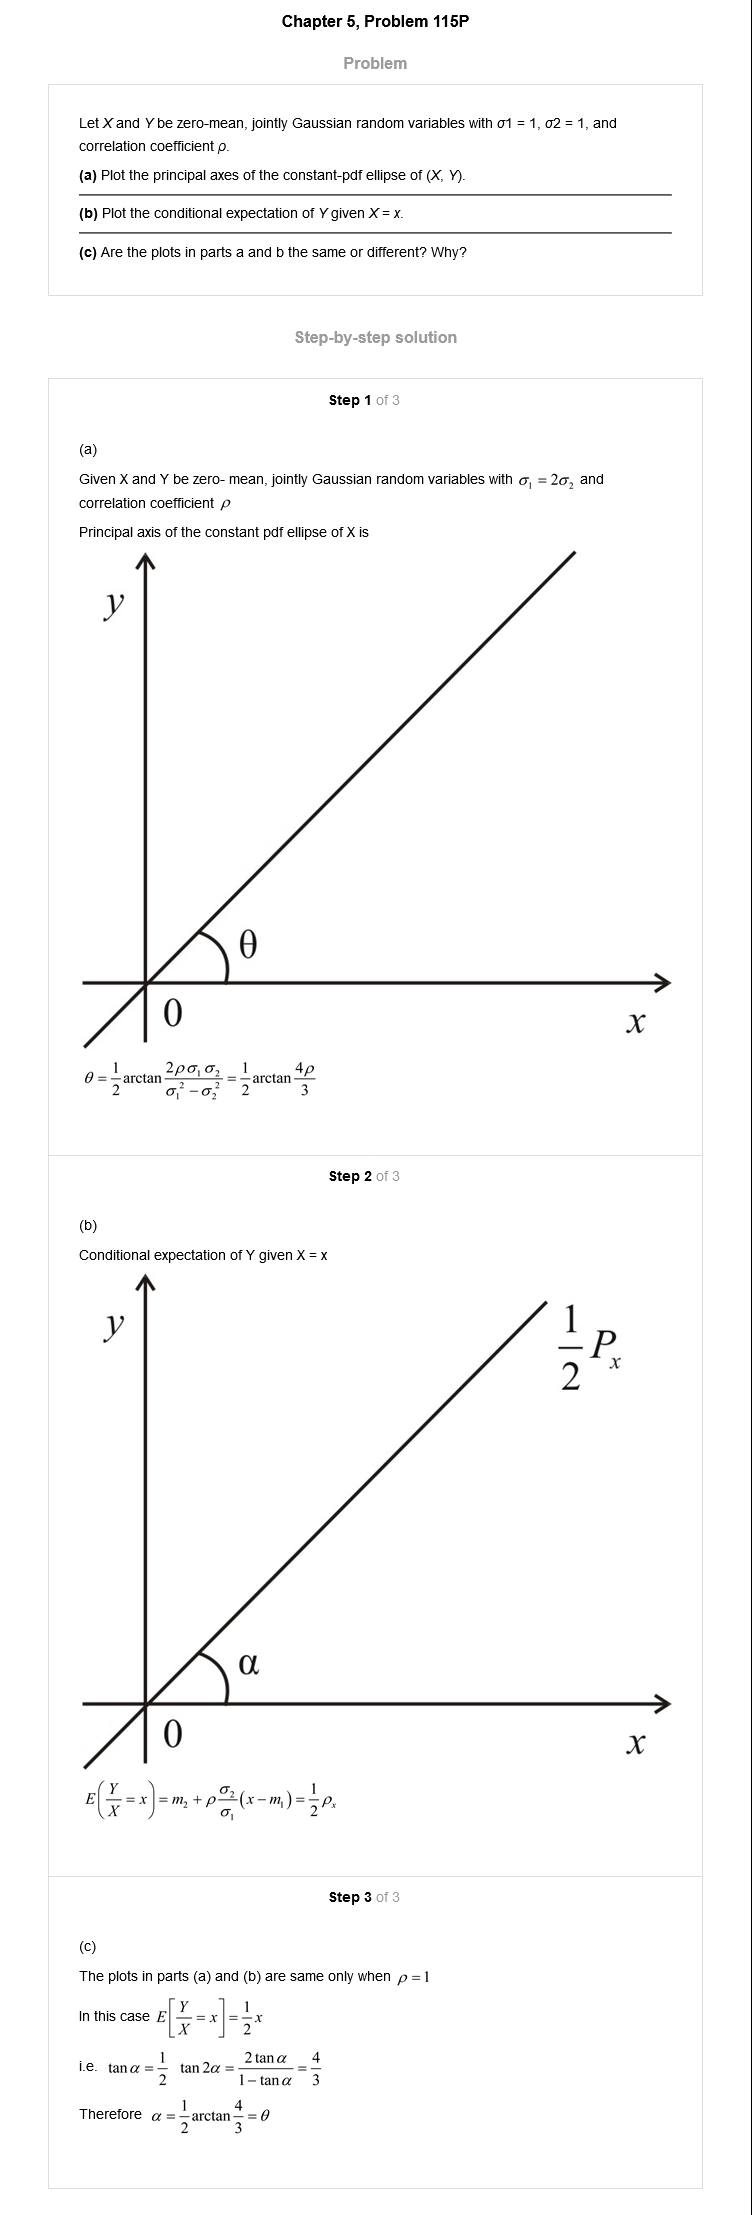 Chapter 5, Problem 115P
Problem
Let X and Y be zero-mean, jointly Gaussian random variables with σ1 = 1, σ2 = 1, and
correlation coefficient ρ.
(a) Plot the principal axes of the constant-pdf ellipse of (X, Y).
(b) Plot the conditional expectation of Y given X = x.
(c) Are the plots in parts a and b the same or different? Why?
Step-by-step solution
Step 1 of 3
(a)
Given X and Y be zero- mean, jointly Gaussian random variables with σ₁ = 2σ₂ and
correlation coefficient ρ
Principal axis of the constant pdf ellipse of X is
y
θ
0
x
θ = 1/2 arctan 2ρσ₁σ₂/(σ₁² − σ₂²) = 1/2 arctan 4ρ/3
Step 2 of 3
(b)
Conditional expectation of Y given X = x
y
1/2 Pₓ
α
0
x
E(Y/X = x) = m₂ + ρ σ₂/σ₁ (x − m₁) = 1/2 ρₓ
Step 3 of 3
(c)
The plots in parts (a) and (b) are same only when ρ = 1
In this case E[Y/X = x] = 1/2 x
i.e. tan α = 1/2 tan 2α = 2 tan α/(1 − tan α) = 4/3
Therefore α = 1/2 arctan 4/3 = θ